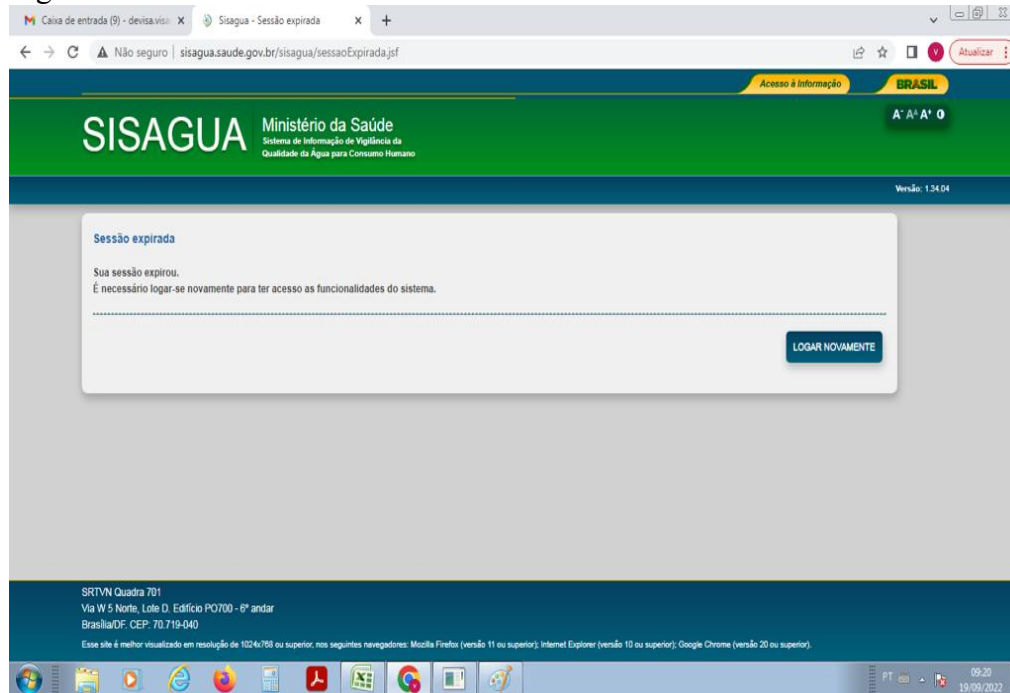 Caixa de entrada (9) - devisa.visa
Sisagua - Sessão expirada
Não seguro | sisagua.saude.gov.br/sisagua/sessaoExpirada.jsf
V
Atualizar
Acesso à Informação
BRASIL
SISAGUA
Ministério da Saúde
Sistema de Informação de Vigilância da
Qualidade da Água para Consumo Humano
A- A A+
Versão: 1.34.04
Sessão expirada
Sua sessão expirou.
É necessário logar-se novamente para ter acesso as funcionalidades do sistema.
LOGAR NOVAMENTE
SRTVN Quadra 701
Via W 5 Norte, Lote D. Edifício PO700 - 6º andar
Brasília/DF. CEP: 70.719-040
Esse site é melhor visualizado em resolução de 1024x768 ou superior, nos seguintes navegadores: Mozilla Firefox (versão 11 ou superior); Internet Explorer (versão 10 ou superior); Google Chrome (versão 20 ou superior).
PT
09:20
19/09/2022